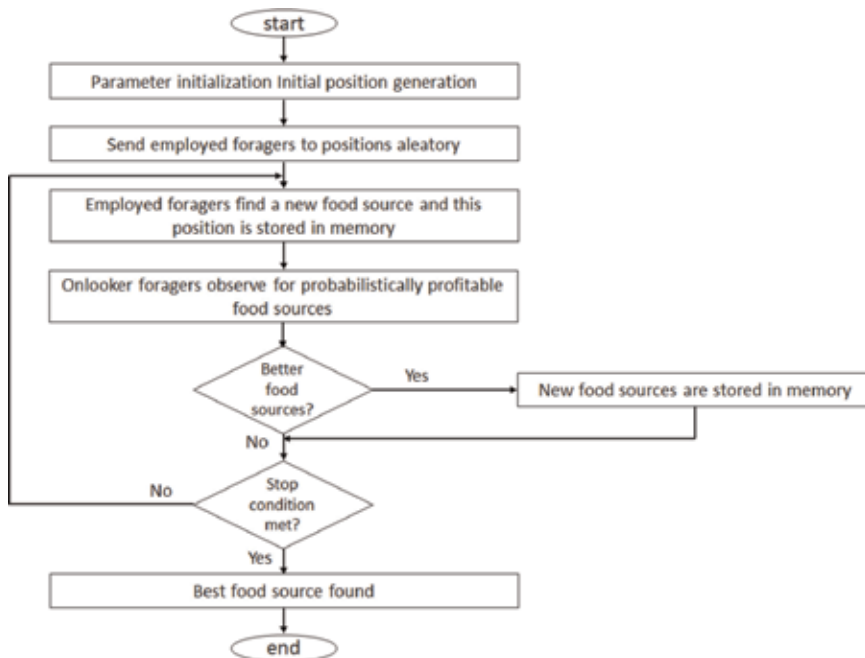 start
Parameter initialization Initial position generation
Send employed foragers to positions aleatory
Employed foragers find a new food source and this
position is stored in memory
Onlooker foragers observe for probabilistically profitable
food sources
Better
food
sources?
Yes
New food sources are stored in memory
No
Stop
condition
met?
No
Yes
Best food source found
end